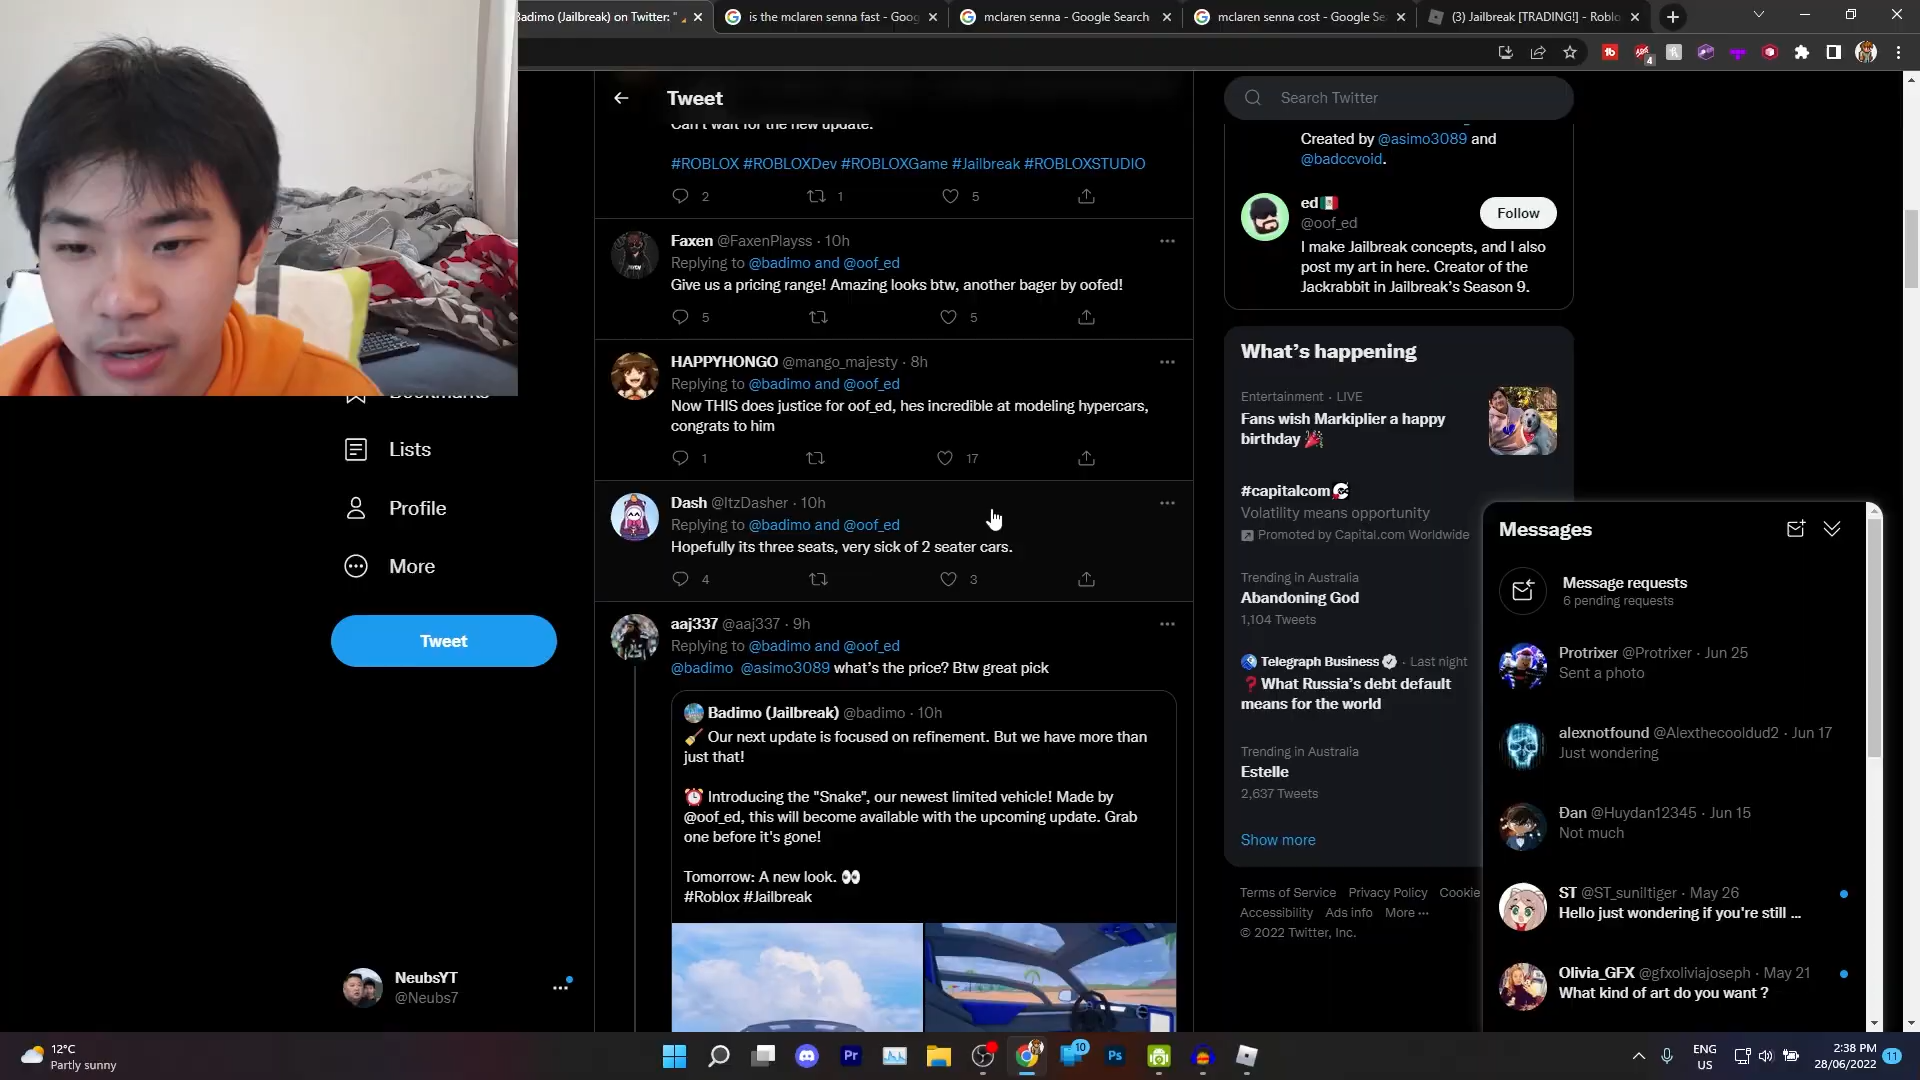 Badimo (Jailbreak) on Twitter: "
is the mclaren senna fast - Goog
mclaren senna - Google Search
mclaren senna cost - Google Se
(3) Jailbreak [TRADING!] - Roblo
4
Tweet
Search Twitter
Can't wait for the new update.
#ROBLOX #ROBLOXDev #ROBLOXGame #Jailbreak #ROBLOXSTUDIO
2 1 5
Faxen @FaxenPlayss · 10h
Replying to @badimo and @oof_ed
Give us a pricing range! Amazing looks btw, another bager by oofed!
5 5
HAPPYHONGO @mango_majesty · 8h
Replying to @badimo and @oof_ed
Now THIS does justice for oof_ed, hes incredible at modeling hypercars,
congrats to him
1 17
Dash @ItzDasher · 10h
Replying to @badimo and @oof_ed
Hopefully its three seats, very sick of 2 seater cars.
4 3
aaj337 @aaj337 · 9h
Replying to @badimo and @oof_ed
@badimo @asimo3089 what's the price? Btw great pick
Badimo (Jailbreak) @badimo · 10h
🧹 Our next update is focused on refinement. But we have more than
just that!
⏰ Introducing the "Snake", our newest limited vehicle! Made by
@oof_ed, this will become available with the upcoming update. Grab
one before it's gone!
Tomorrow: A new look. 👀
#Roblox #Jailbreak
Bookmarks
Lists
Profile
More
Tweet
NeubsYT
@Neubs7
Created by @asimo3089 and
@badccvoid.
ed🇲🇽
@oof_ed
Follow
I make Jailbreak concepts, and I also
post my art in here. Creator of the
Jackrabbit in Jailbreak's Season 9.
What's happening
Entertainment · LIVE
Fans wish Markiplier a happy
birthday 🎉
#capitalcom
Volatility means opportunity
Promoted by Capital.com Worldwide
Trending in Australia
Abandoning God
1,104 Tweets
Telegraph Business · Last night
❓What Russia's debt default
means for the world
Trending in Australia
Estelle
2,637 Tweets
Show more
Terms of Service Privacy Policy Cookie
Accessibility Ads info More ···
© 2022 Twitter, Inc.
Messages
Message requests
6 pending requests
Protrixer @Protrixer · Jun 25
Sent a photo
alexnotfound @Alexthecooldud2 · Jun 17
Just wondering
Đan @Huydan12345 · Jun 15
Not much
ST @ST_suniltiger · May 26
Hello just wondering if you're still ...
Olivia_GFX @gfxoliviajoseph · May 21
What kind of art do you want ?
12°C
Partly sunny
Pr
10
Ps
ENG
US
2:38 PM
28/06/2022
11